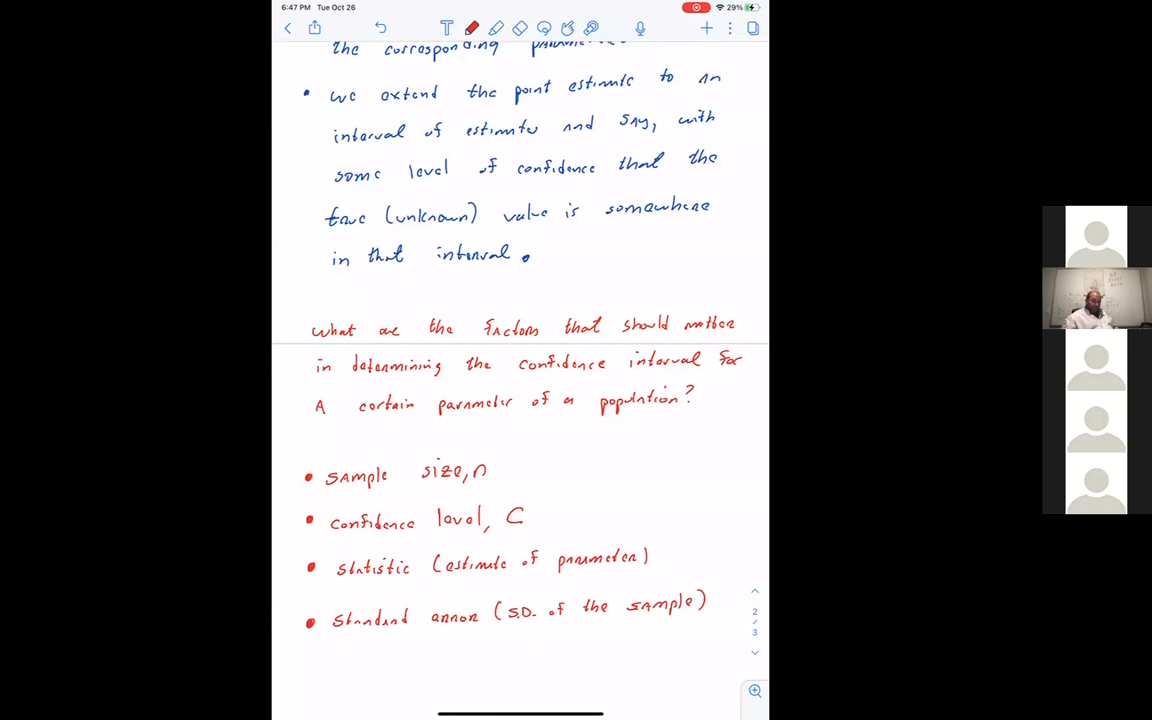 6:47 PM Tue Oct 26
29%
the corresponding
• we extend the point estimate to an
interval of estimates and say, with
some level of confidence that the
true (unknown) value is somewhere
in that interval.
What are the factors that should matter
in determining the confidence interval for
A certain parameter of a population?
• sample size, n
• confidence level, C
• statistic (estimate of parameter)
• standard error (S.D. of the sample)
2
/
3